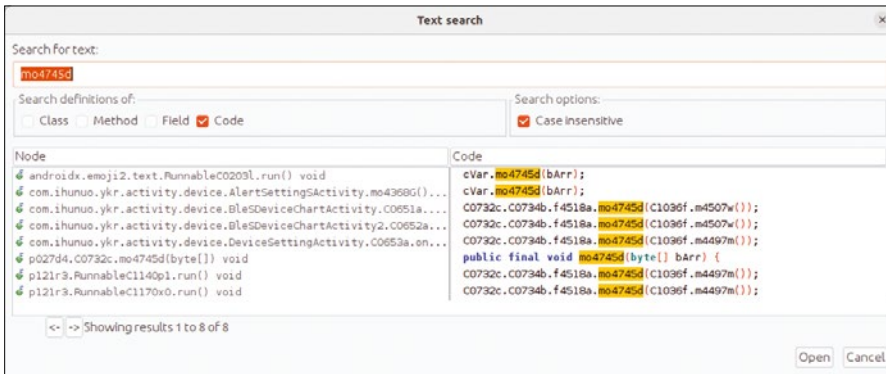 Text search
Search for text:
mo4745d
Search definitions of:
Search options:
Class Method Field Code
Case insensitive
Node Code
androidx.emoji2.text.RunnableC0203l.run() void cVar.mo4745d(bArr);
com.ihunuo.ykr.activity.device.AlertSettingSActivity.mo4368G()... cVar.mo4745d(bArr);
com.ihunuo.ykr.activity.device.BleSDeviceChartActivity.C0651a.... C0732c.C0734b.f4518a.mo4745d(C1036f.m4507w());
com.ihunuo.ykr.activity.device.BleSDeviceChartActivity2.C0652a... C0732c.C0734b.f4518a.mo4745d(C1036f.m4507w());
com.ihunuo.ykr.activity.device.DeviceSettingActivity.C0653a.on... C0732c.C0734b.f4518a.mo4745d(C1036f.m4497m());
p027d4.C0732c.mo4745d(byte[]) void public final void mo4745d(byte[] bArr) {
p121r3.RunnableC1140p1.run() void C0732c.C0734b.f4518a.mo4745d(C1036f.m4497m());
p121r3.RunnableC1170x0.run() void C0732c.C0734b.f4518a.mo4745d(C1036f.m4497m());
<- -> Showing results 1 to 8 of 8
Open Cancel